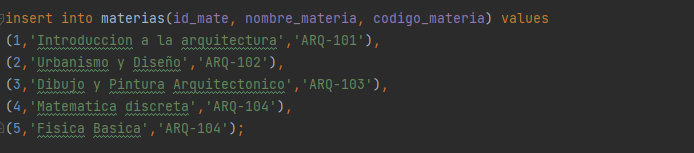 insert into materias(id_mate, nombre_materia, codigo_materia) values
(1,'Introduccion a la arquitectura','ARQ-101'),
(2,'Urbanismo y Diseño','ARQ-102'),
(3,'Dibujo y Pintura Arquitectonico','ARQ-103'),
(4,'Matematica discreta','ARQ-104'),
(5,'Fisica Basica','ARQ-104');